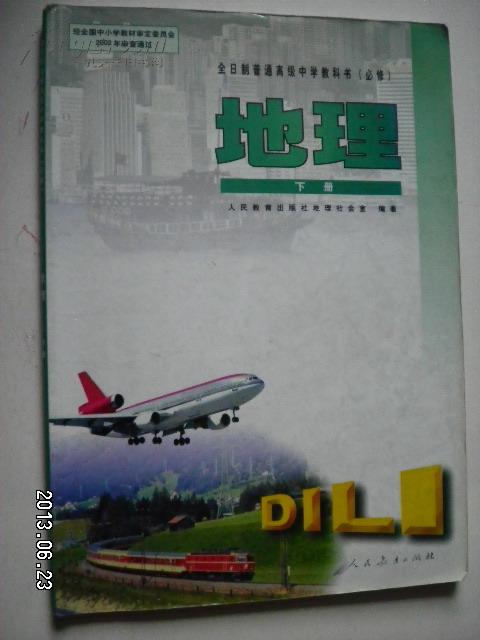 经全国中小学教材审定委员会
2002年审查通过
全日制普通高级中学教科书(必修)
地理
下册
人民教育出版社地理社会室 编著
DILI
人民教育出版社
2013.06.23